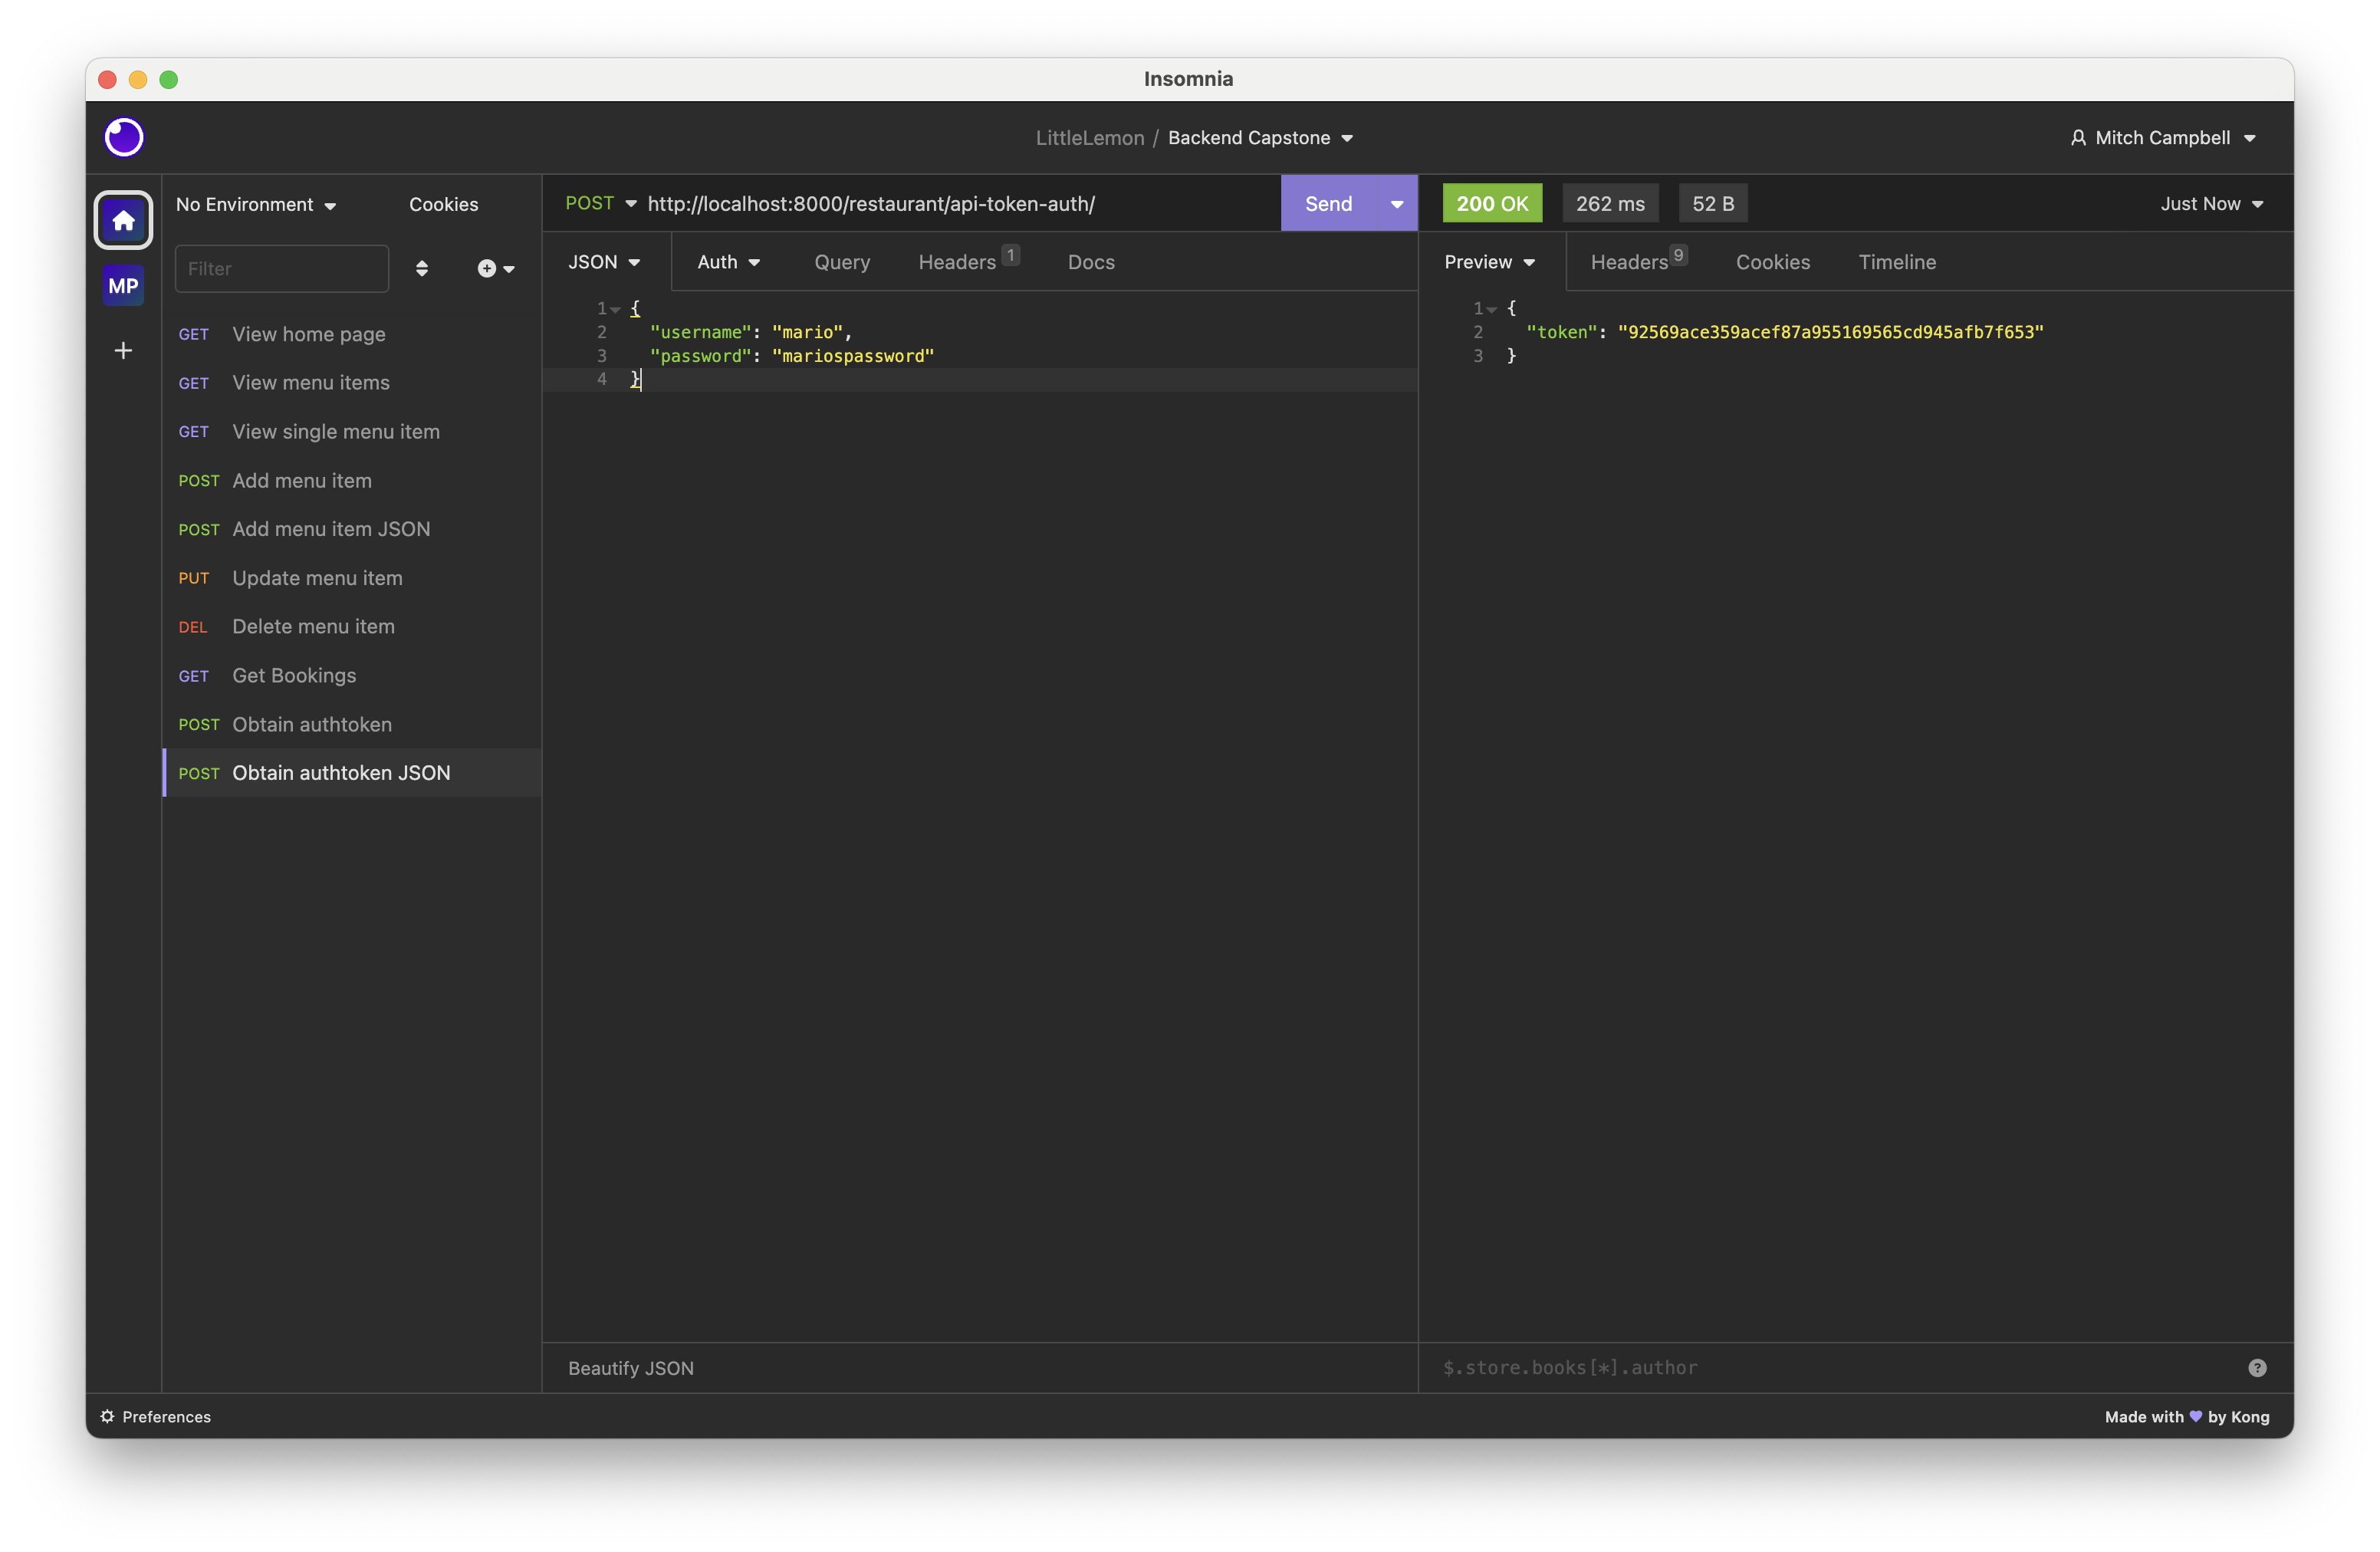 Insomnia
LittleLemon / Backend Capstone
Mitch Campbell
MP
No Environment
Cookies
Filter
GET View home page
GET View menu items
GET View single menu item
POST Add menu item
POST Add menu item JSON
PUT Update menu item
DEL Delete menu item
GET Get Bookings
POST Obtain authtoken
POST Obtain authtoken JSON
POST http://localhost:8000/restaurant/api-token-auth/
Send
JSON Auth Query Headers 1 Docs
1 {
2 "username": "mario",
3 "password": "mariospassword"
4 }
Beautify JSON
200 OK 262 ms 52 B
Just Now
Preview Headers 9 Cookies Timeline
1 {
2 "token": "92569ace359acef87a955169565cd945afb7f653"
3 }
$.store.books[*].author
?
Preferences
Made with 💜 by Kong